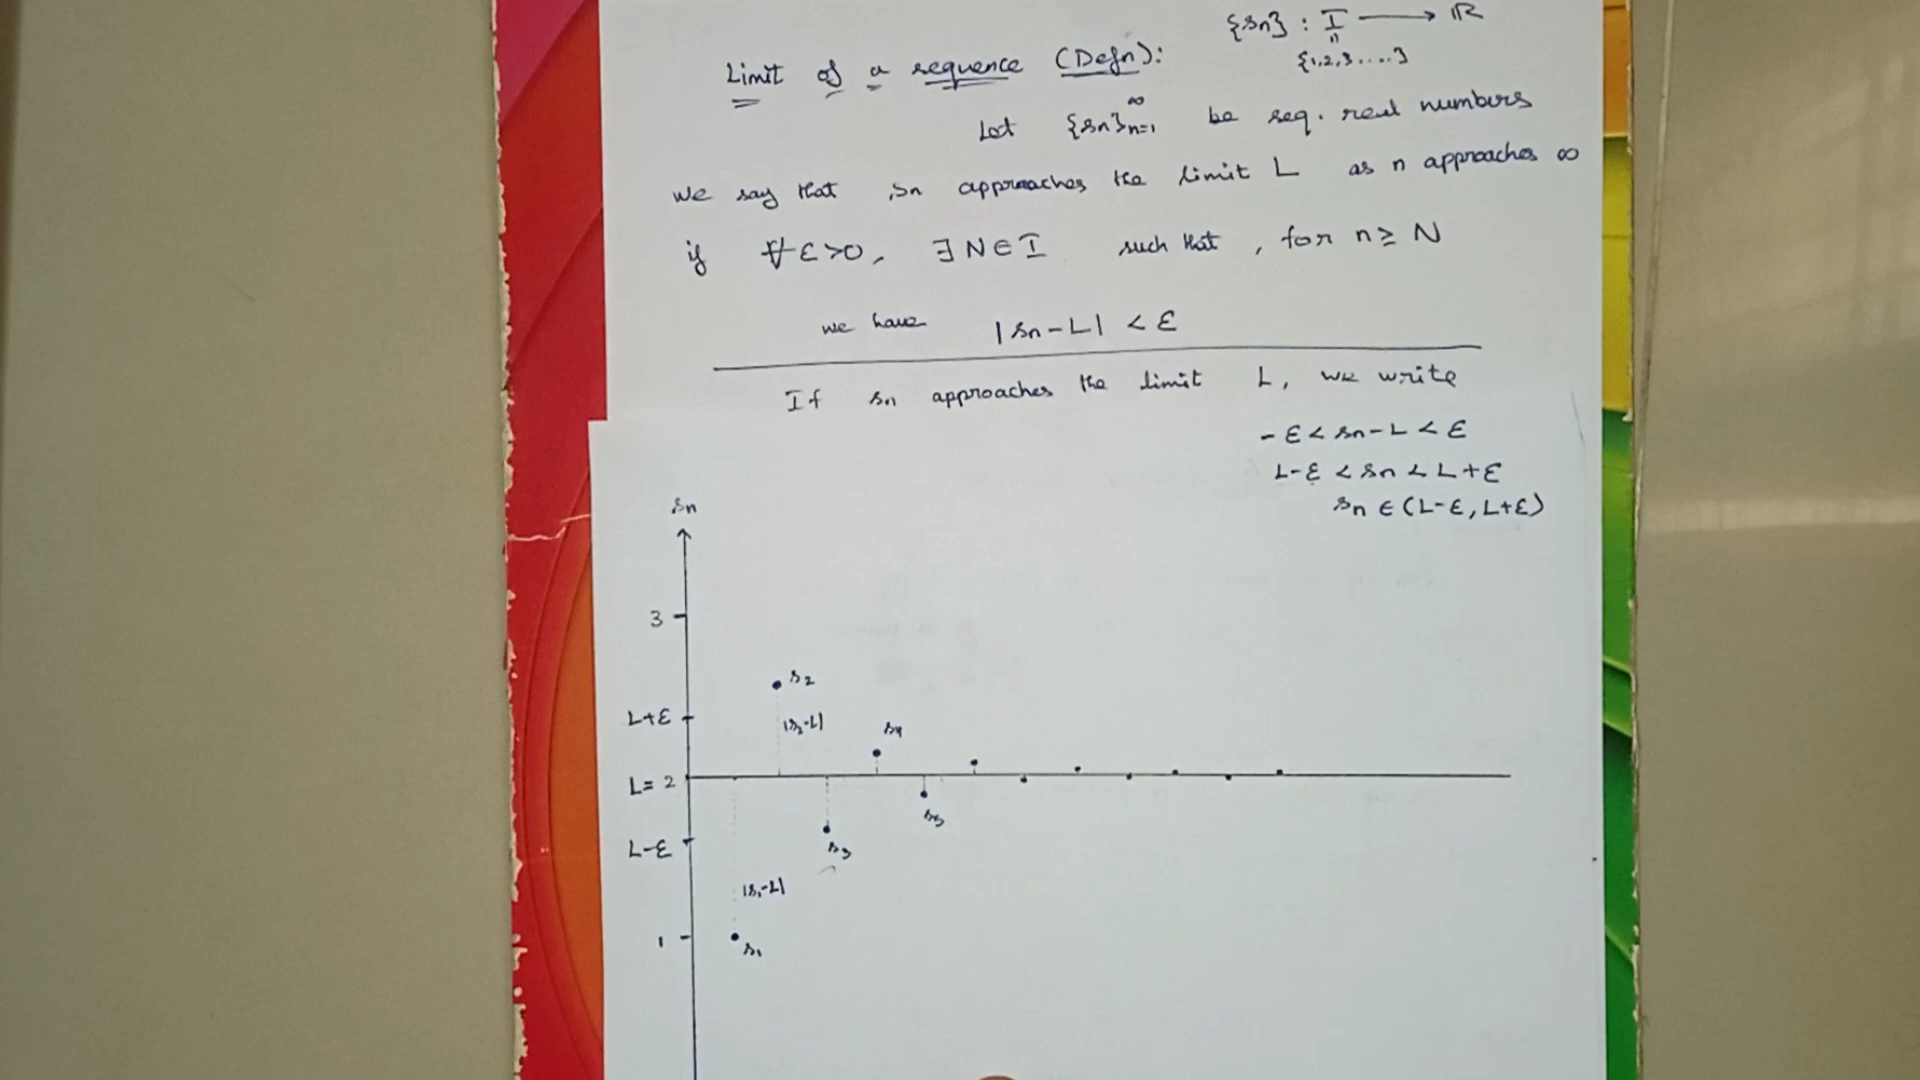 {sn} : I → ℝ
"
{1,2,3....}
Limit of a sequence (Defn):
Let {sn}∞n=1 be seq. real numbers
we say that sn approaches the limit L as n approaches ∞
if ∀ε>0, ∃N∈I such that, for n≥N
we have |sn-L| < ε
If sn approaches the limit L, we write
-ε < sn-L < ε
L-ε < sn < L+ε
sn ∈ (L-ε, L+ε)
sn
3
s2
L+ε
|s2-L|
s4
L= 2
s5
L-ε
s3
|s1-L|
1
s1